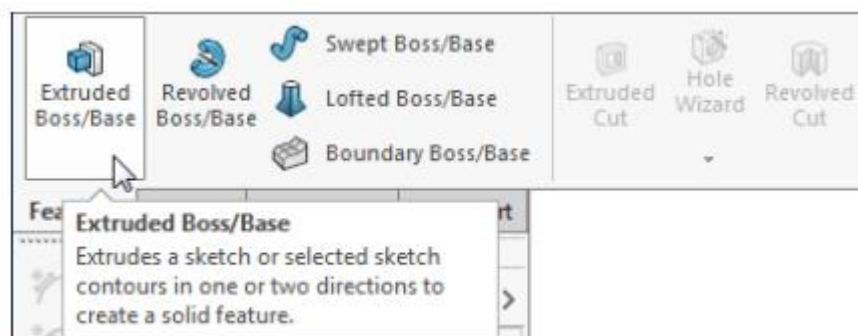 Extruded
Boss/Base
Revolved
Boss/Base
Swept Boss/Base
Lofted Boss/Base
Boundary Boss/Base
Extruded
Cut
Hole
Wizard
Revolved
Cut
Extruded Boss/Base
Extrudes a sketch or selected sketch
contours in one or two directions to
create a solid feature.